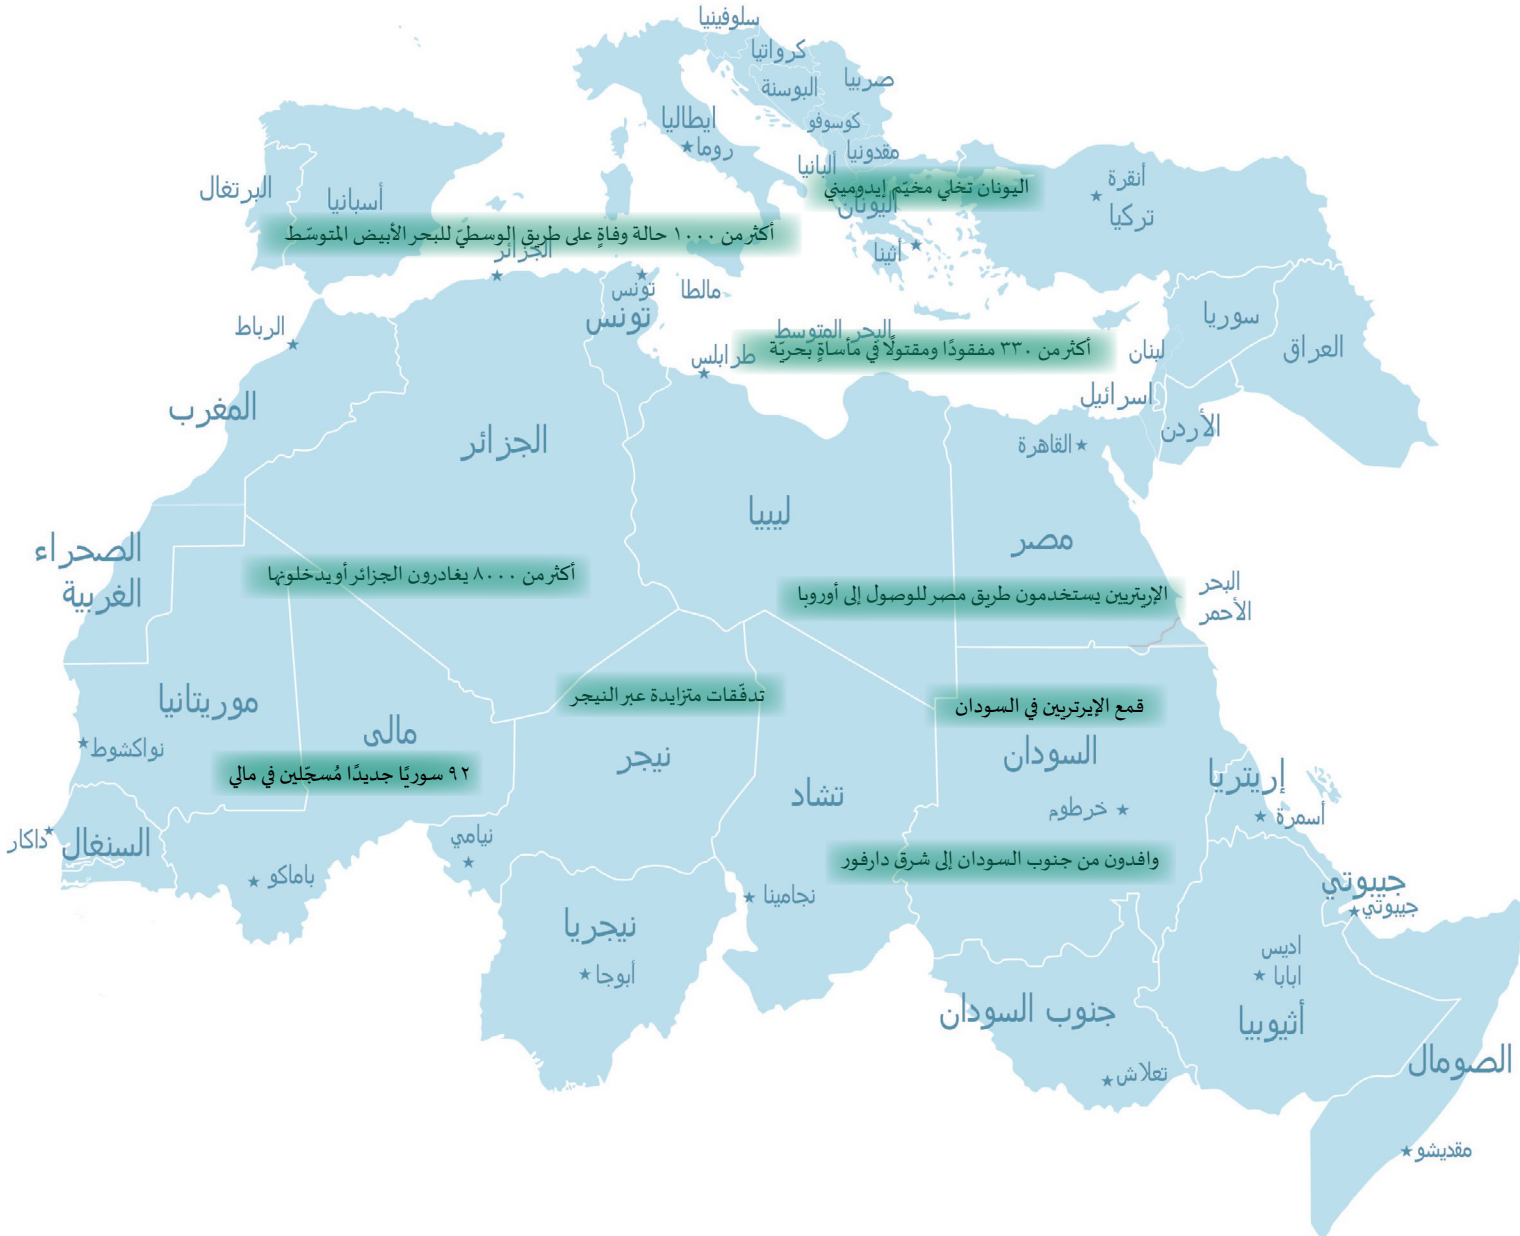 سلوفينيا
كرواتيا
صربيا
البوسنة
كوسوفو
ايطاليا
روما
مقدونيا
ألبانيا
أنقرة
تركيا
اليونان تخلي مخيّم إيدوميني
اليونان
البرتغال
أسبانيا
أكثر من ١٠٠٠ حالة وفاةٍ على طريق الوسطيّ للبحر الأبيض المتوسّط
أثينا
الجزائر
تونس
مالطا
تونس
سوريا
الرباط
البحر المتوسط
أكثر من ٣٣٠ مفقودًا ومقتولًا في مأساةٍ بحريّة
طرابلس
لبنان
العراق
اسرائيل
المغرب
الأردن
الجزائر
القاهرة
ليبيا
مصر
الصحراء
الغربية
أكثر من ٨٠٠٠ يغادرون الجزائر أو يدخلونها
الإريتريين يستخدمون طريق مصر للوصول إلى أوروبا
البحر
الأحمر
تدفّقات متزايدة عبر النيجر
قمع الإيرتريين في السودان
موريتانيا
نواكشوط
مالى
نيجر
السودان
٩٢ سوريًا جديدًا مُسجّلين في مالي
إريتريا
تشاد
خرطوم
أسمرة
داكار
السنغال
نيامي
وافدون من جنوب السودان إلى شرق دارفور
باماكو
نجامينا
جيبوتي
جيبوتي
نيجريا
أبوجا
اديس
ابابا
جنوب السودان
أثيوبيا
الصومال
تعلاش
مقديشو